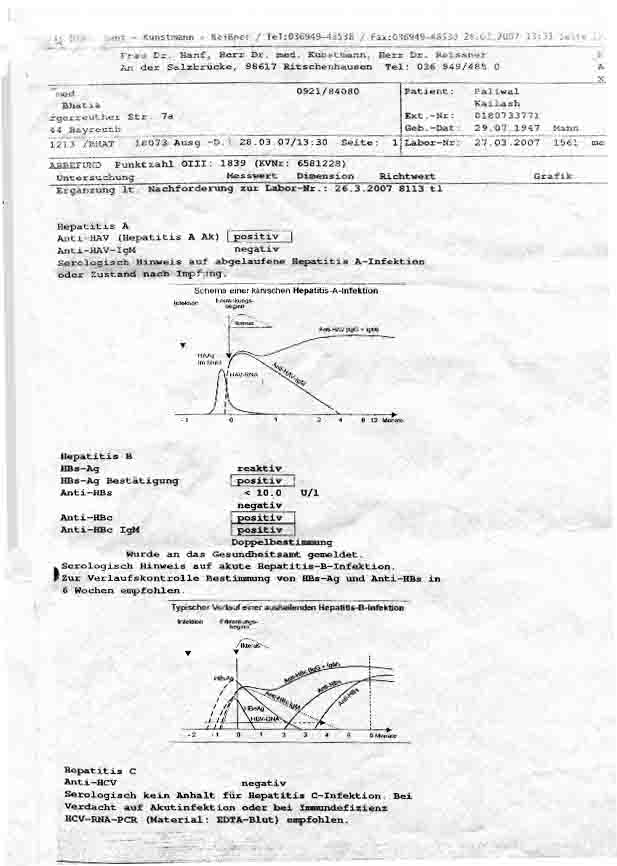 Kunstmann - Reißner / Tel:036949-48538 / Fax:036949-48530 28.03.2007 13:33 Seite
Frau Dr. Hanf, Herr Dr. med. Kunstmann, Herr Dr. Reissner
An der Salzbrücke, 98617 Ritschenhausen Tel: 036 949/485 0
med 0921/84080 Patient: Paliwal
Bhatia Kailash
gerreuther Str. 7a Ext.-Nr: 0180733771
44 Bayreuth Geb.-Dat: 29.07.1947 Mann
1213 /BHAT 18073 Ausg.-D.: 28.03.07/13:30 Seite: 1 Labor-Nr: 27.03.2007 1561
ABBEFUND Punktzahl OIII: 1839 (KVNr: 6581228)
Untersuchung Messwert Dimension Richtwert Grafik
Ergänzung lt. Nachforderung zur Labor-Nr.: 26.3.2007 8113 tl
Hepatitis A
Anti-HAV (Hepatitis A Ak) positiv
Anti-HAV-IgM negativ
Serologisch Hinweis auf abgelaufene Hepatitis A-Infektion
oder Zustand nach Impfung.
Schema einer klinischen Hepatitis-A-Infektion
Infektion Erkrankungs-
beginn
Ikterus
Anti-HAV (IgG + IgM)
HAAg
im Stuhl
HAV-RNA
Anti-HAV-IgM
-1 0 1 2 4 8 12 Monate
Hepatitis B
HBs-Ag reaktiv
HBs-Ag Bestätigung positiv
Anti-HBs < 10.0 U/l
negativ
Anti-HBc positiv
Anti-HBc IgM positiv
Doppelbestimmung
Wurde an das Gesundheitsamt gemeldet.
Serologisch Hinweis auf akute Hepatitis-B-Infektion.
Zur Verlaufskontrolle Bestimmung von HBs-Ag und Anti-HBs in
6 Wochen empfohlen.
Typischer Verlauf einer ausheilenden Hepatitis-B-Infektion
Infektion Erkrankungs-
beginn
Ikterus
HBsAg
Anti-HBc (IgG + IgM)
Anti-HBc IgM
Anti-HBe
Anti-HBs
HBeAg
HBV-DNA
-2 -1 0 1 2 3 4 5 6 Monate
Hepatitis C
Anti-HCV negativ
Serologisch kein Anhalt für Hepatitis C-Infektion. Bei
Verdacht auf Akutinfektion oder bei Immundefizienz
HCV-RNA-PCR (Material: EDTA-Blut) empfohlen.